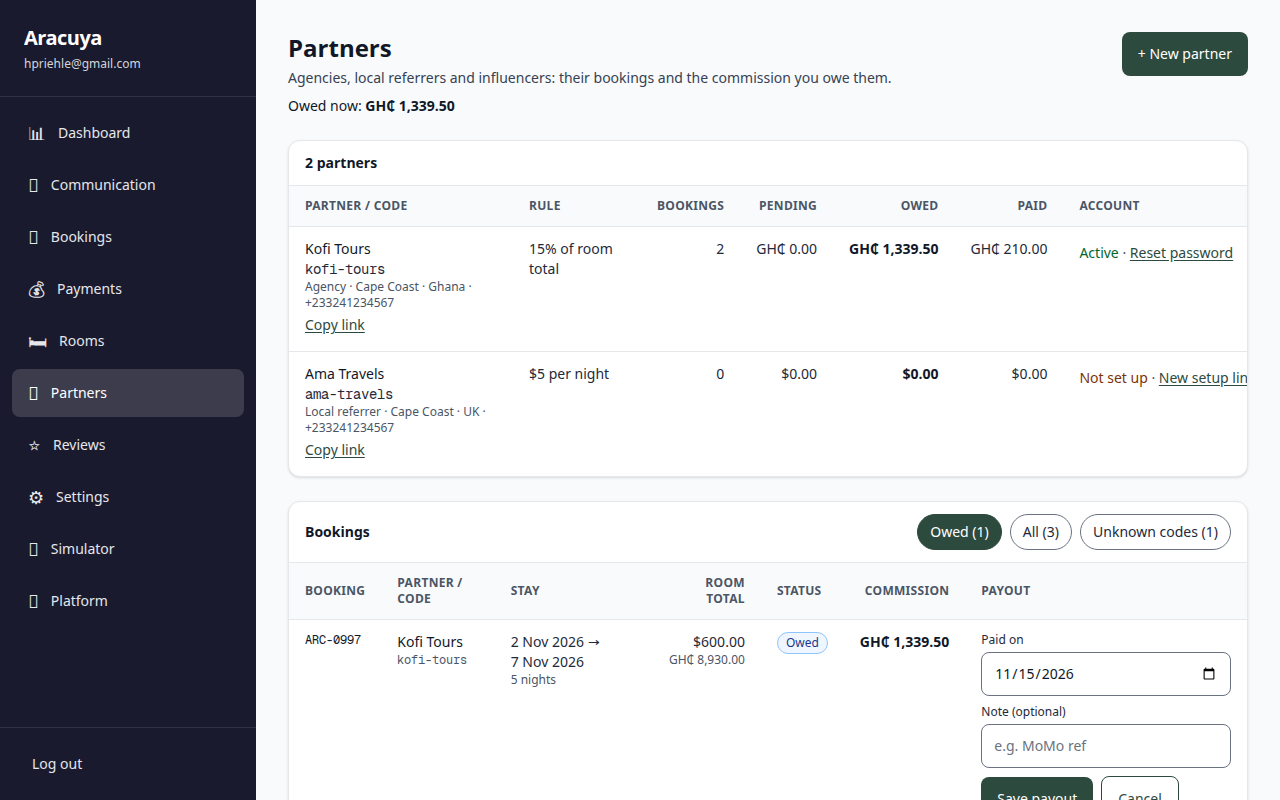 Aracuya
hpriehle@gmail.com
Dashboard
Communication
Bookings
Payments
Rooms
Partners
Reviews
Settings
Simulator
Platform
Log out
Partners
+ New partner
Agencies, local referrers and influencers: their bookings and the commission you owe them.
Owed now: GH₵ 1,339.50
2 partners
PARTNER / CODE RULE BOOKINGS PENDING OWED PAID ACCOUNT
Kofi Tours 15% of room total 2 GH₵ 0.00 GH₵ 1,339.50 GH₵ 210.00 Active · Reset password
kofi-tours
Agency · Cape Coast · Ghana ·
+233241234567
Copy link
Ama Travels $5 per night 0 $0.00 $0.00 $0.00 Not set up · New setup lin
ama-travels
Local referrer · Cape Coast · UK ·
+233241234567
Copy link
Bookings Owed (1) All (3) Unknown codes (1)
BOOKING PARTNER / CODE STAY ROOM TOTAL STATUS COMMISSION PAYOUT
ARC-0997 Kofi Tours 2 Nov 2026 → $600.00 Owed GH₵ 1,339.50 Paid on
kofi-tours 7 Nov 2026 GH₵ 8,930.00 11/15/2026
5 nights
Note (optional)
e.g. MoMo ref
Save payout Cancel